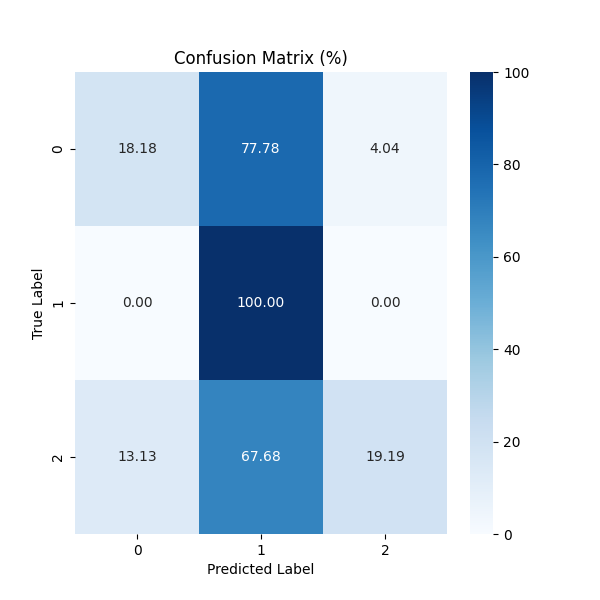 Confusion Matrix (%)
100
80
60
40
20
0
True Label
0
18.18 77.78 4.04
1
0.00 100.00 0.00
2
13.13 67.68 19.19
0 1 2
Predicted Label